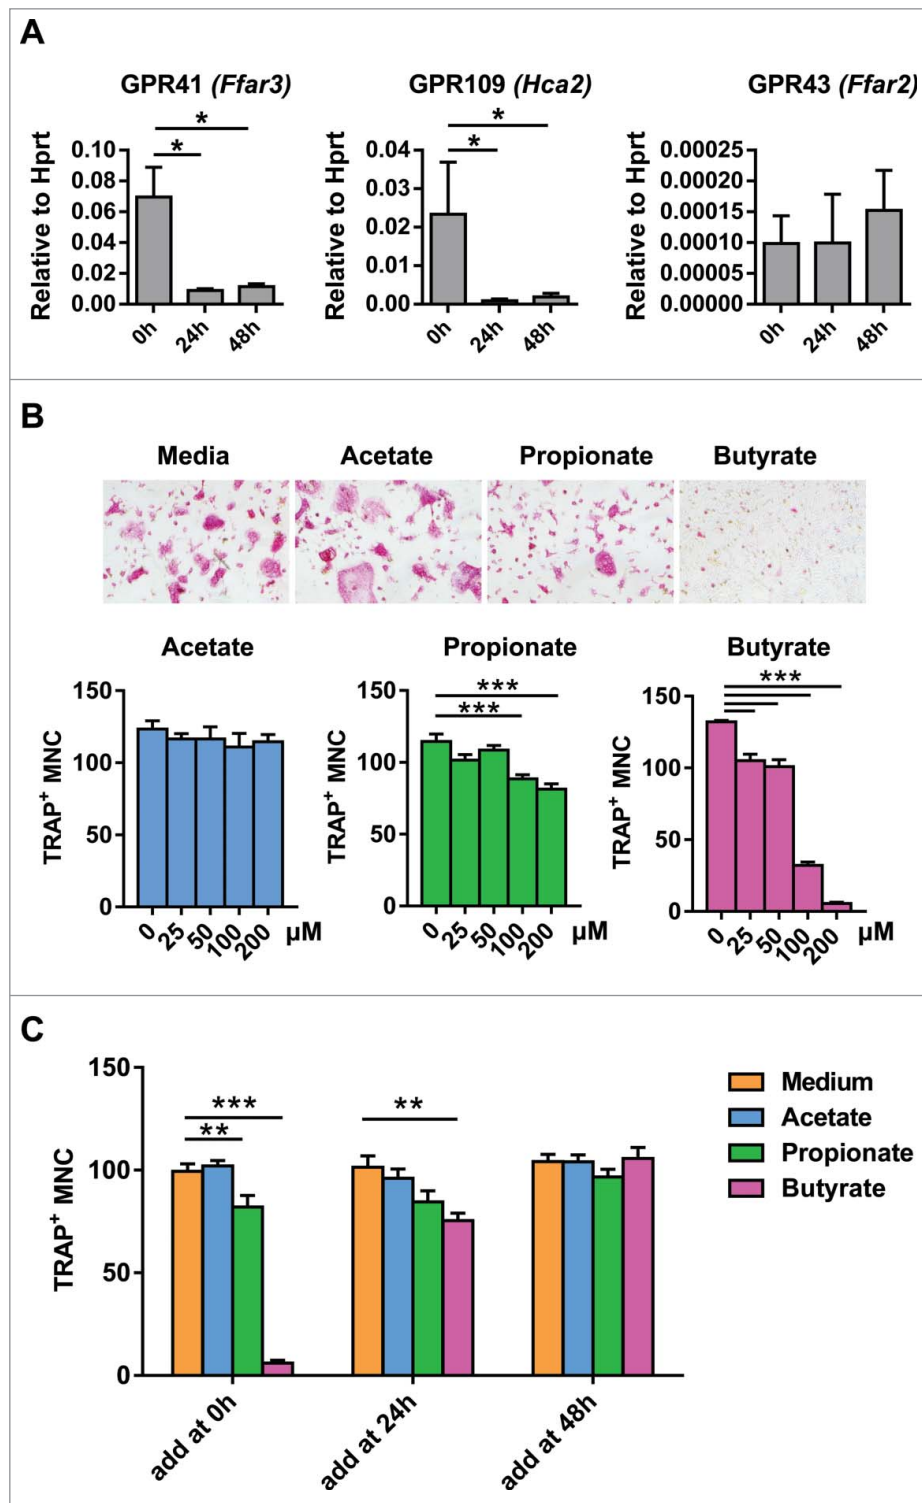 A
GPR41 (Ffar3)
GPR109 (Hca2)
GPR43 (Ffar2)
Relative to Hprt
0.10
0.08
0.06
0.04
0.02
0.00
*
*
0h
24h
48h
Relative to Hprt
0.04
0.03
0.02
0.01
0.00
*
*
0h
24h
48h
Relative to Hprt
0.00025
0.00020
0.00015
0.00010
0.00005
0.00000
0h
24h
48h
B
Media
Acetate
Propionate
Butyrate
Acetate
TRAP+ MNC
150
100
50
0
0
25
50
100
200
µM
Propionate
TRAP+ MNC
150
100
50
0
***
***
0
25
50
100
200
µM
Butyrate
TRAP+ MNC
150
100
50
0
***
0
25
50
100
200
µM
C
TRAP+ MNC
150
100
50
0
***
**
**
add at 0h
add at 24h
add at 48h
Medium
Acetate
Propionate
Butyrate